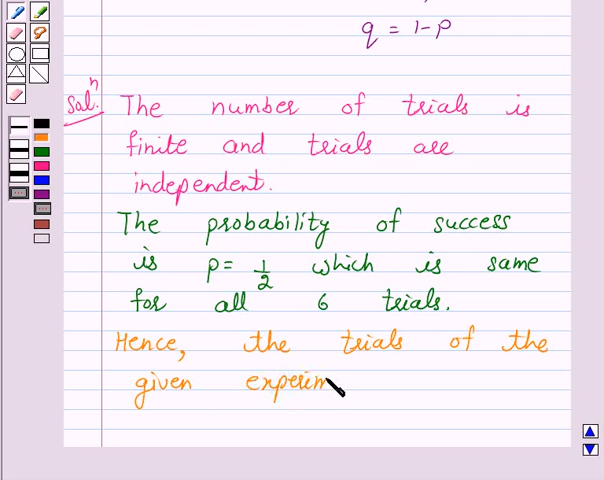 q = 1-p
Solⁿ. The number of trials is
finite and trials are
independent.
The probability of success
is p= 1/2 which is same
for all 6 trials.
Hence, the trials of the
given experim